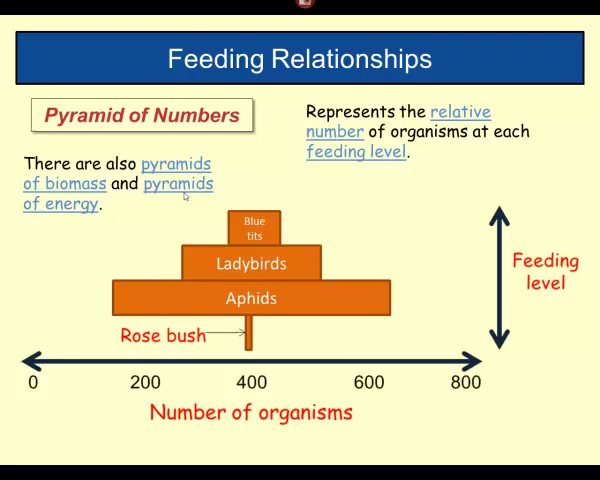 Feeding Relationships
Pyramid of Numbers
Represents the relative
number of organisms at each
feeding level.
There are also pyramids
of biomass and pyramids
of energy.
Blue
tits
Ladybirds
Aphids
Rose bush
Feeding
level
0 200 400 600 800
Number of organisms